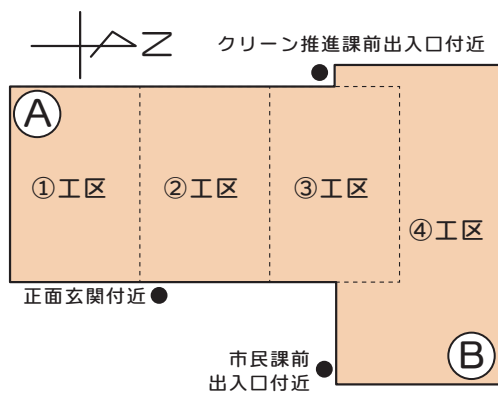 N
クリーン推進課前出入口付近
A
①工区
②工区
③工区
④工区
正面玄関付近
市民課前
出入口付近
B